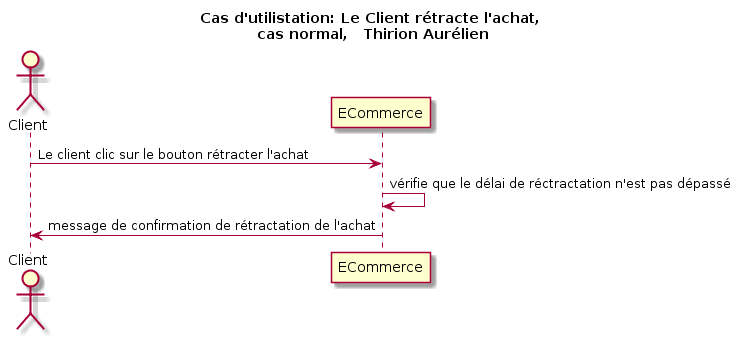 Cas d'utilistation: Le Client rétracte l'achat,
cas normal, Thirion Aurélien
Client
ECommerce
Le client clic sur le bouton rétracter l'achat
vérifie que le délai de réctractation n'est pas dépassé
message de confirmation de rétractation de l'achat
Client
ECommerce